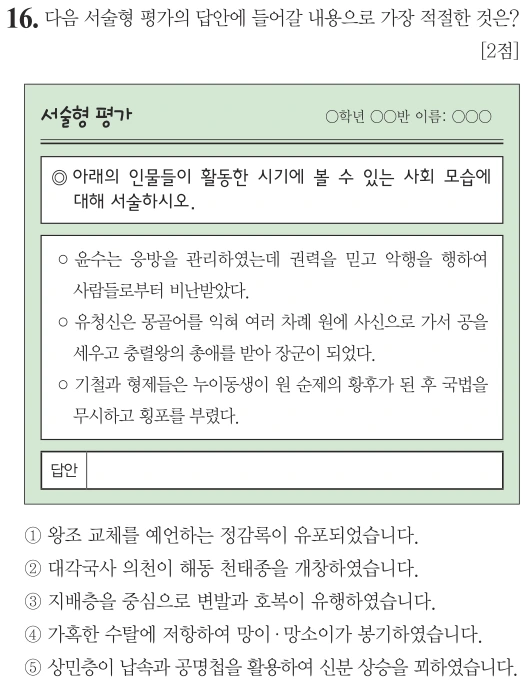 16. 다음 서술형 평가의 답안에 들어갈 내용으로 가장 적절한 것은?
[2점]
서술형 평가 ○학년 ○○반 이름: ○○○
◎ 아래의 인물들이 활동한 시기에 볼 수 있는 사회 모습에
대해 서술하시오.
○ 윤수는 응방을 관리하였는데 권력을 믿고 악행을 행하여
사람들로부터 비난받았다.
○ 유청신은 몽골어를 익혀 여러 차례 원에 사신으로 가서 공을
세우고 충렬왕의 총애를 받아 장군이 되었다.
○ 기철과 형제들은 누이동생이 원 순제의 황후가 된 후 국법을
무시하고 횡포를 부렸다.
답안
① 왕조 교체를 예언하는 정감록이 유포되었습니다.
② 대각국사 의천이 해동 천태종을 개창하였습니다.
③ 지배층을 중심으로 변발과 호복이 유행하였습니다.
④ 가혹한 수탈에 저항하여 망이·망소이가 봉기하였습니다.
⑤ 상민층이 납속과 공명첩을 활용하여 신분 상승을 꾀하였습니다.